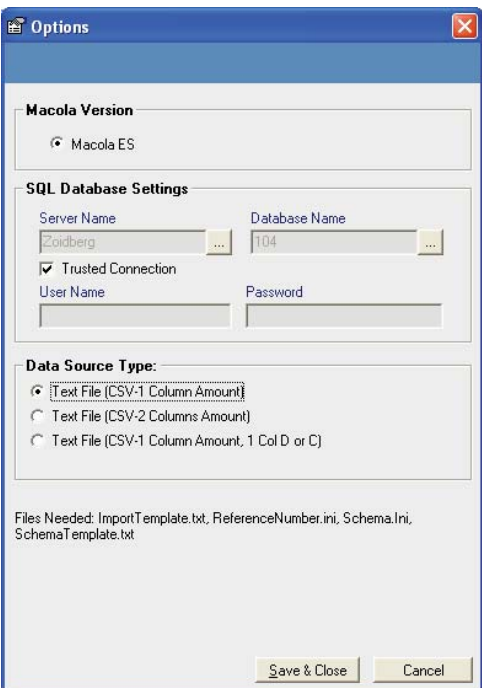 Options
Macola Version
Macola ES
SQL Database Settings
Server Name Database Name
Zoidberg ... 104 ...
Trusted Connection
User Name Password
Data Source Type:
Text File (CSV-1 Column Amount)
Text File (CSV-2 Columns Amount)
Text File (CSV-1 Column Amount, 1 Col D or C)
Files Needed: ImportTemplate.txt, ReferenceNumber.ini, Schema.Ini,
SchemaTemplate.txt
Save & Close Cancel